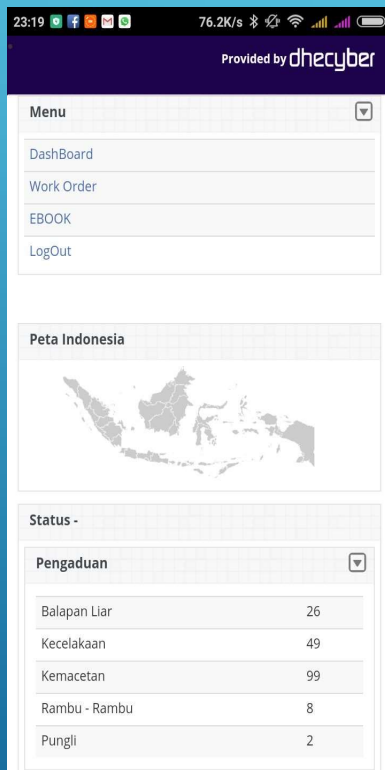 23:19 76.2K/s
Provided by dhecyber
Menu
DashBoard
Work Order
EBOOK
LogOut
Peta Indonesia
Status -
Pengaduan
Balapan Liar 26
Kecelakaan 49
Kemacetan 99
Rambu - Rambu 8
Pungli 2